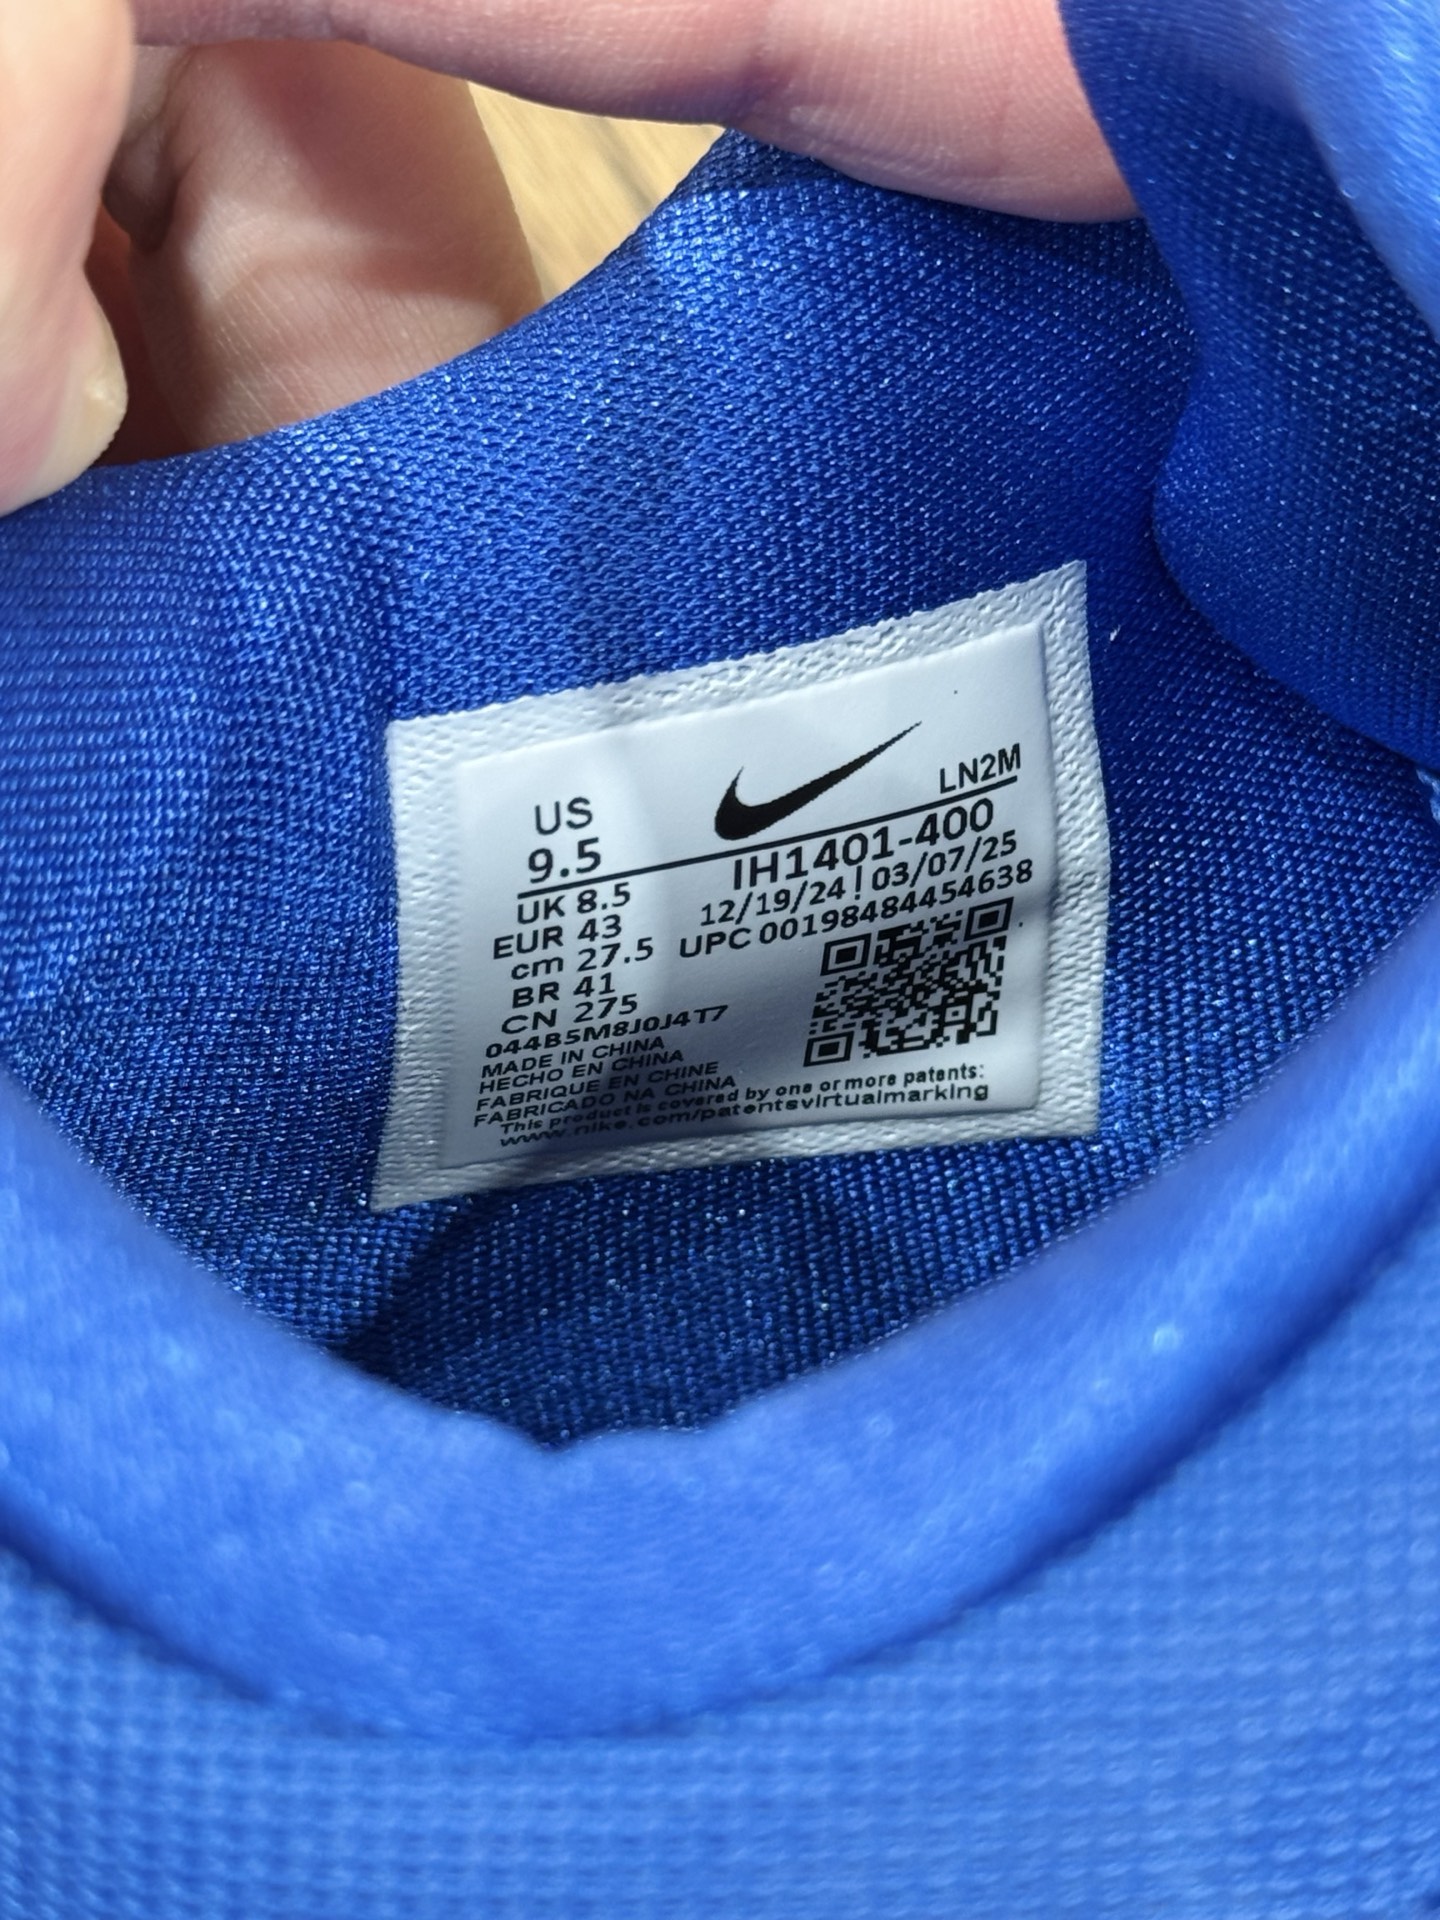 LN2M
US
9.5
IH1401-400
12/19/24 | 03/07/25
UPC 00198484454638
UK 8.5
EUR 43
cm 27.5
BR 41
CN 275
044B5M8J0J4T7
MADE IN CHINA
HECHO EN CHINA
FABRIQUE EN CHINE
FABRICADO NA CHINA
This product is covered by one or more patents:
www.nike.com/patentsvirtualmarking